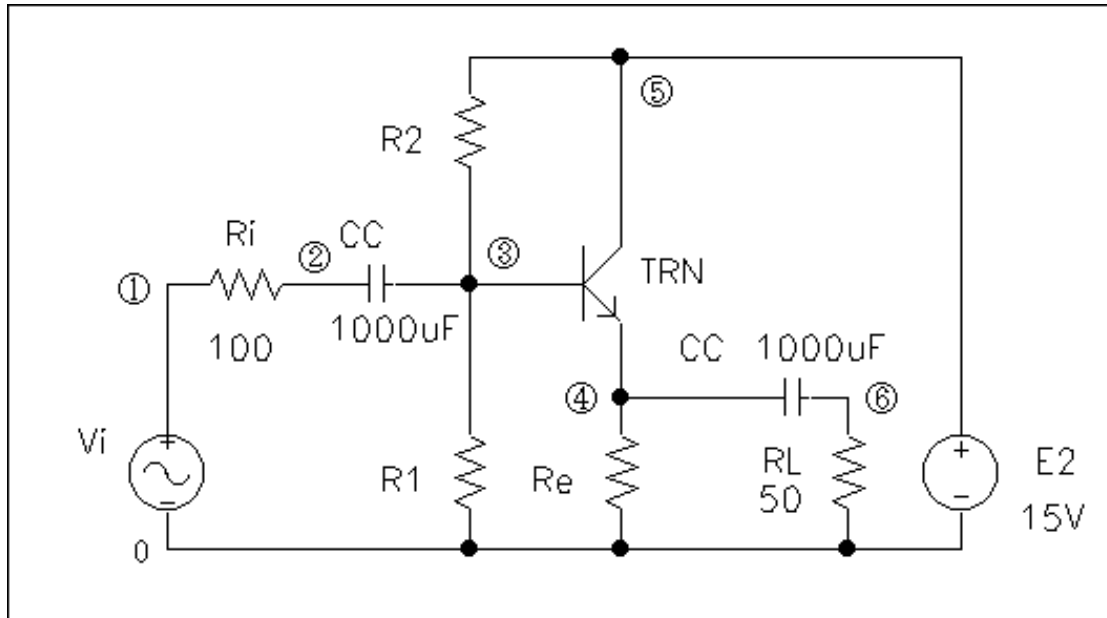 ⑤
R2
Ri
②
CC
③
①
TRN
100
1000uF
CC
1000uF
④
⑥
Vi
R1
Re
RL
50
E2
15V
0